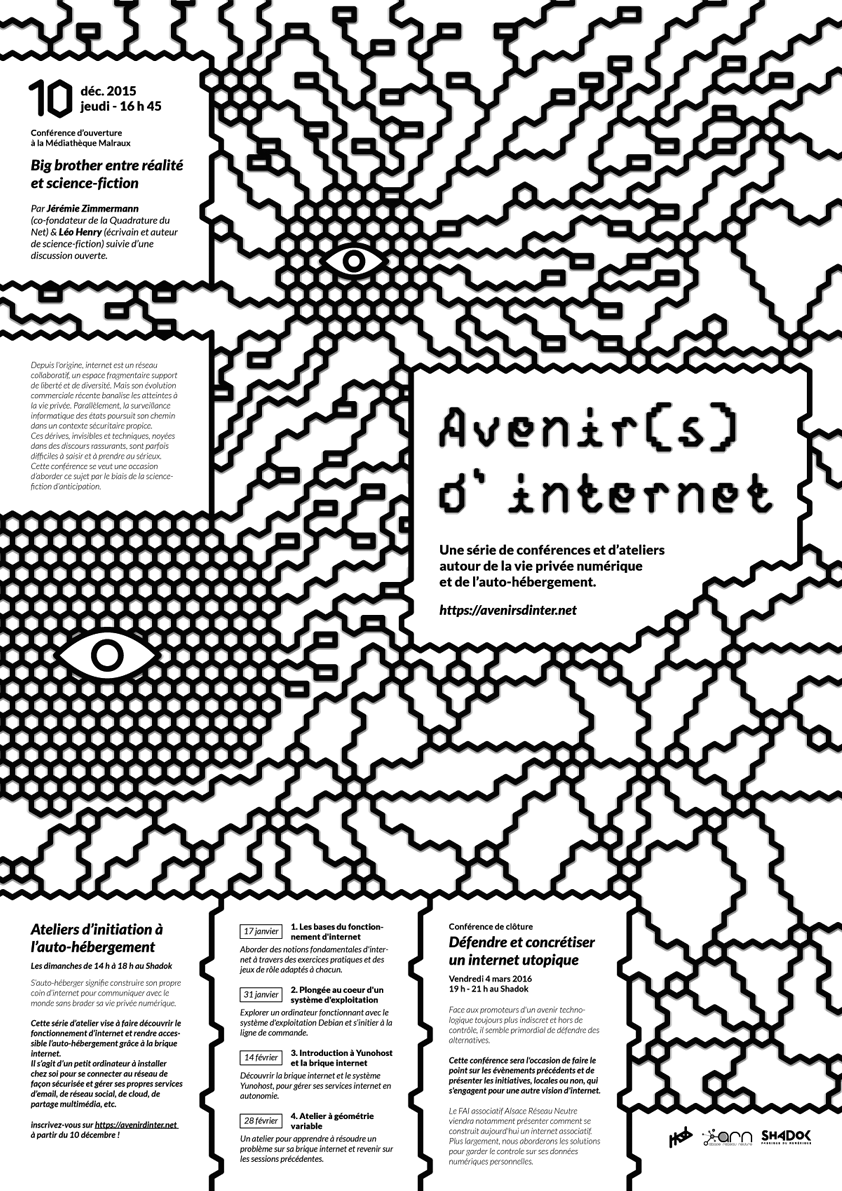 10 déc. 2015
jeudi - 16 h 45
Conférence d'ouverture
à la Médiathèque Malraux
Big brother entre réalité
et science-fiction
Par Jérémie Zimmermann
(co-fondateur de la Quadrature du
Net) & Léo Henry (écrivain et auteur
de science-fiction) suivie d'une
discussion ouverte.
Depuis l'origine, internet est un réseau
collaboratif, un espace fragmentaire support
de liberté et de diversité. Mais son évolution
commerciale récente banalise les atteintes à
la vie privée. Parallèlement, la surveillance
informatique des états poursuit son chemin
dans un contexte sécuritaire propice.
Ces dérives, invisibles et techniques, noyées
dans des discours rassurants, sont parfois
difficiles à saisir et à prendre au sérieux.
Cette conférence se veut une occasion
d'aborder ce sujet par le biais de la science-
fiction d'anticipation.
Avenir(s)
d'internet
Une série de conférences et d'ateliers
autour de la vie privée numérique
et de l'auto-hébergement.
https://avenirsdinter.net
Ateliers d'initiation à
l'auto-hébergement
Les dimanches de 14 h à 18 h au Shadok
S'auto-héberger signifie construire son propre
coin d'internet pour communiquer avec le
monde sans brader sa vie privée numérique.
Cette série d'atelier vise à faire découvrir le
fonctionnement d'internet et rendre acces-
sible l'auto-hébergement grâce à la brique
internet.
Il s'agit d'un petit ordinateur à installer
chez soi pour se connecter au réseau de
façon sécurisée et gérer ses propres services
d'email, de réseau social, de cloud, de
partage multimédia, etc.
inscrivez-vous sur https://avenirdinter.net
à partir du 10 décembre !
17 janvier 1. Les bases du fonction-
nement d'internet
Aborder des notions fondamentales d'inter-
net à travers des exercices pratiques et des
jeux de rôle adaptés à chacun.
31 janvier 2. Plongée au coeur d'un
système d'exploitation
Explorer un ordinateur fonctionnant avec le
système d'exploitation Debian et s'initier à la
ligne de commande.
14 février 3. Introduction à Yunohost
et la brique internet
Découvrir la brique internet et le système
Yunohost, pour gérer ses services internet en
autonomie.
28 février 4. Atelier à géométrie
variable
Un atelier pour apprendre à résoudre un
problème sur sa brique internet et revenir sur
les sessions précédentes.
Conférence de clôture
Défendre et concrétiser
un internet utopique
Vendredi 4 mars 2016
19 h - 21 h au Shadok
Face aux promoteurs d'un avenir techno-
logique toujours plus indiscret et hors de
contrôle, il semble primordial de défendre des
alternatives.
Cette conférence sera l'occasion de faire le
point sur les évènements précédents et de
présenter les initiatives, locales ou non, qui
s'engagent pour une autre vision d'internet.
Le FAI associatif Alsace Réseau Neutre
viendra notamment présenter comment se
construit aujourd'hui un internet associatif.
Plus largement, nous aborderons les solutions
pour garder le controle sur ses données
numériques personnelles.
arn SHADOK